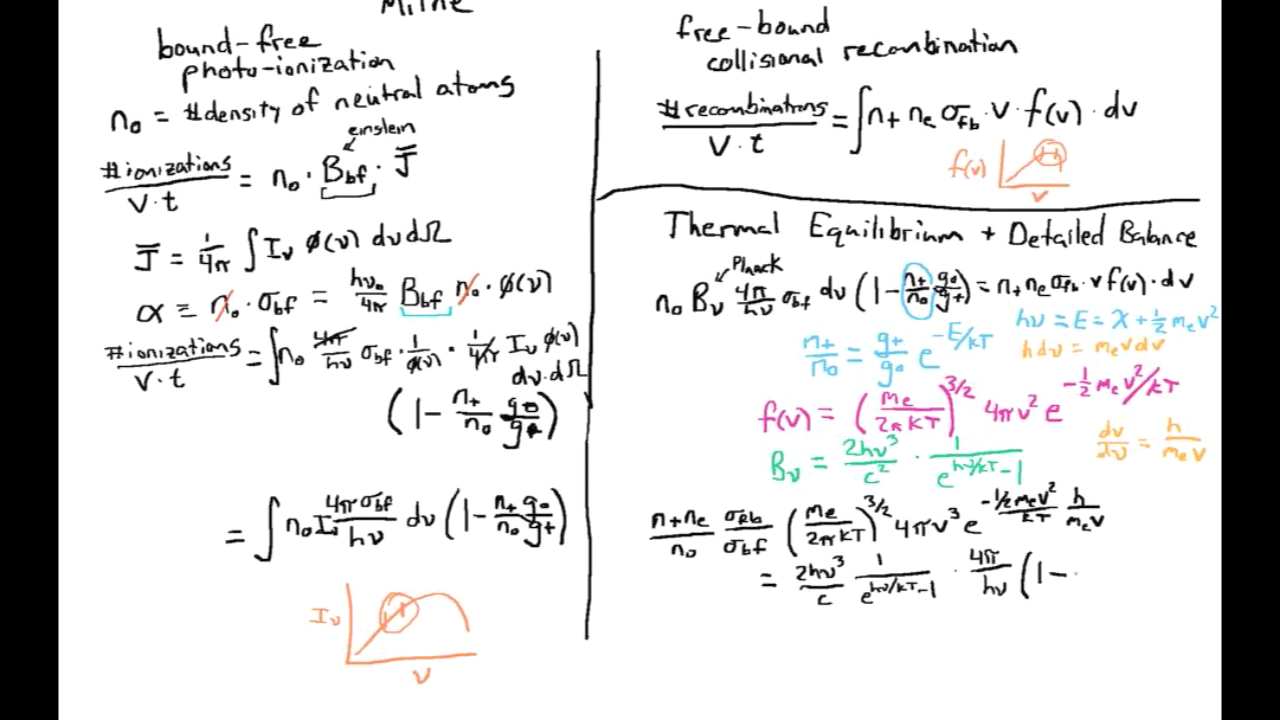 Milne
bound-free
photo-ionization
n₀ = # density of neutral atoms
einstein
#ionizations / V·t = n₀ · B_bf · J̅
J̅ = 1/4π ∫ I_ν φ(ν) dν dΩ
α ≡ n₀ · σ_bf = hν₀/4π B_bf n₀ · φ(ν)
#ionizations / V·t = ∫ n₀ 4π/hν σ_bf · 1/φ(ν) · 1/4π I_ν φ(ν)
dν·dΩ
(1 - n₊/n₀ g₀/g₊)
= ∫ n₀ I_ν 4πσ_bf/hν dν (1 - n₊/n₀ g₀/g₊)
I_ν
ν
free-bound
collisional recombination
#recombinations / V·t = ∫ n₊ n_e σ_fb · v · f(v) · dv
f(v)
v
Thermal Equilibrium + Detailed Balance
Planck
n₀ B_ν 4π/hν σ_bf dν (1 - n₊/n₀ g₀/g₊) = n₊ n_e σ_fb · v f(v) · dv
n₊/n₀ = g₊/g₀ e^(-E/kT)
hν = E = χ + ½ m_e v²
h dν = m_e v dv
f(v) = (m_e/2πkT)^(3/2) 4πv² e^(-½ m_e v²/kT)
B_ν = 2hν³/c² · 1/(e^(hν/kT) - 1)
dv/dν = h/(m_e v)
n₊n_e/n₀ σ_fb/σ_bf (m_e/2πkT)^(3/2) 4πv³ e^(-½ m_e v²/kT) h/(m_e v)
= 2hν³/c 1/(e^(hν/kT) - 1) · 4π/hν (1 -